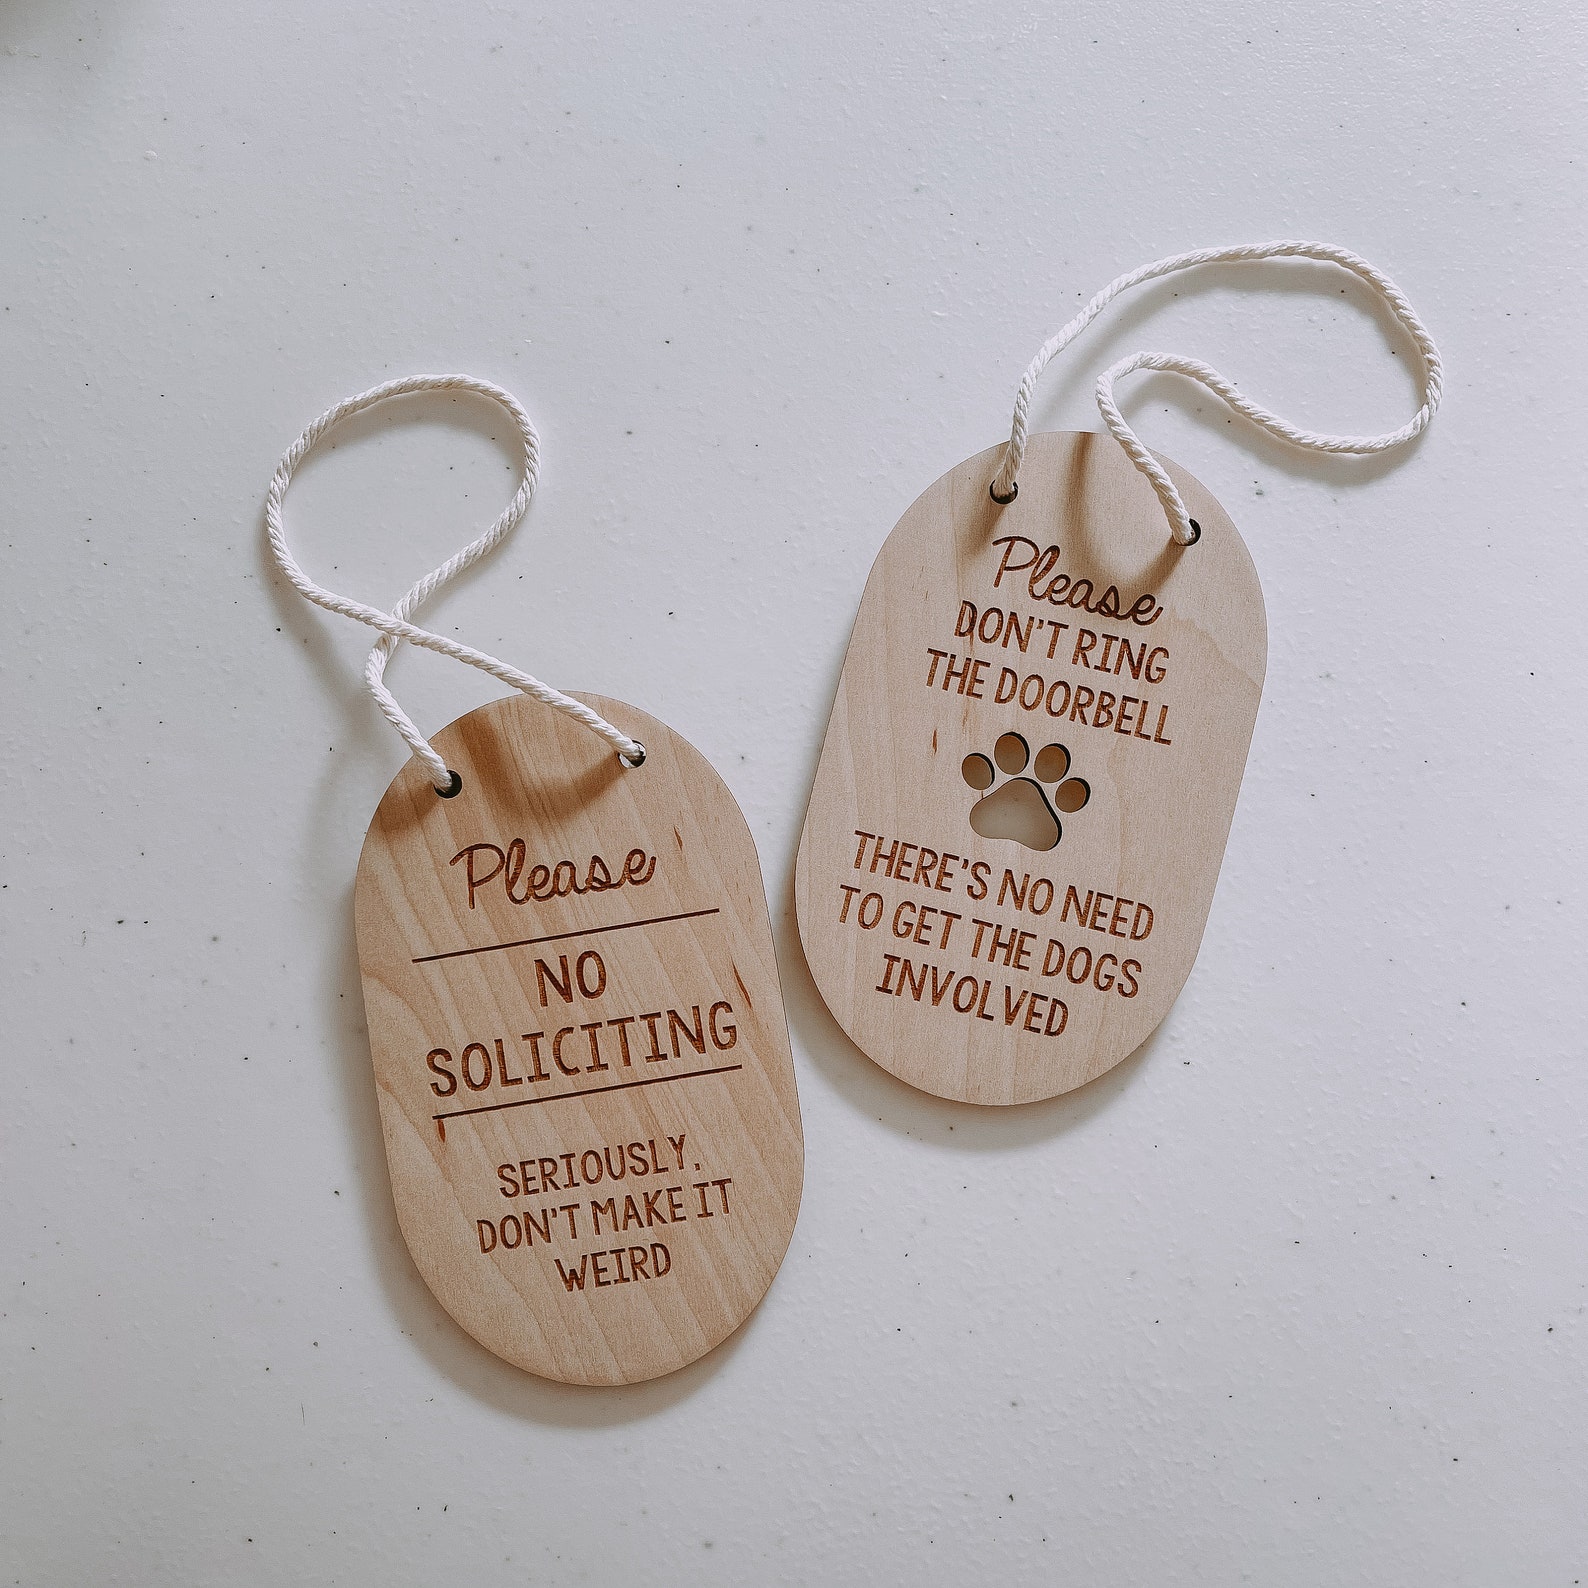 Please
NO
SOLICITING
SERIOUSLY.
DON'T MAKE IT
WEIRD
Please
DON'T RING
THE DOORBELL
THERE'S NO NEED
TO GET THE DOGS
INVOLVED